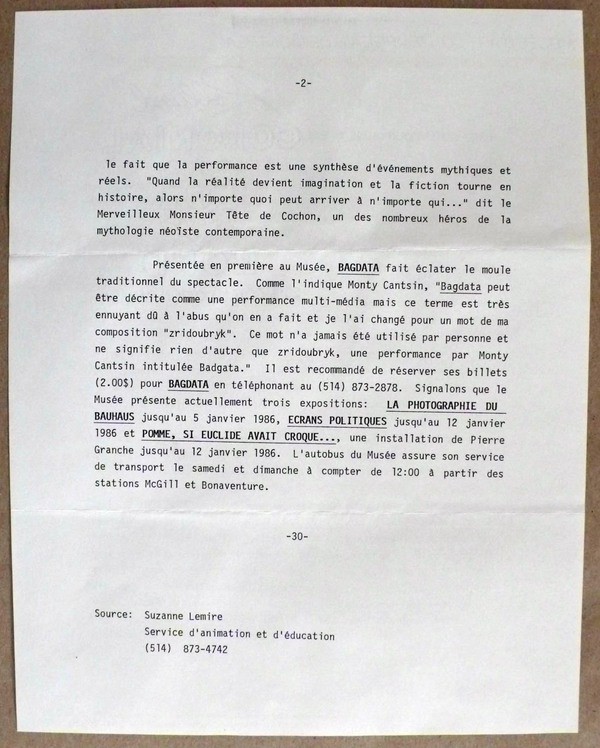 -2-
le fait que la performance est une synthèse d'événements mythiques et
réels. "Quand la réalité devient imagination et la fiction tourne en
histoire, alors n'importe quoi peut arriver à n'importe qui..." dit le
Merveilleux Monsieur Tête de Cochon, un des nombreux héros de la
mythologie néoïste contemporaine.
Présentée en première au Musée, BAGDATA fait éclater le moule
traditionnel du spectacle. Comme l'indique Monty Cantsin, "Bagdata peut
être décrite comme une performance multi-média mais ce terme est très
ennuyant dû à l'abus qu'on en a fait et je l'ai changé pour un mot de ma
composition "zridoubryk". Ce mot n'a jamais été utilisé par personne et
ne signifie rien d'autre que zridoubryk, une performance par Monty
Cantsin intitulée Badgata." Il est recommandé de réserver ses billets
(2.00$) pour BAGDATA en téléphonant au (514) 873-2878. Signalons que le
Musée présente actuellement trois expositions: LA PHOTOGRAPHIE DU
BAUHAUS jusqu'au 5 janvier 1986, ECRANS POLITIQUES jusqu'au 12 janvier
1986 et POMME, SI EUCLIDE AVAIT CROQUE..., une installation de Pierre
Granche jusqu'au 12 janvier 1986. L'autobus du Musée assure son service
de transport le samedi et dimanche à compter de 12:00 à partir des
stations McGill et Bonaventure.
-30-
Source: Suzanne Lemire
Service d'animation et d'éducation
(514) 873-4742